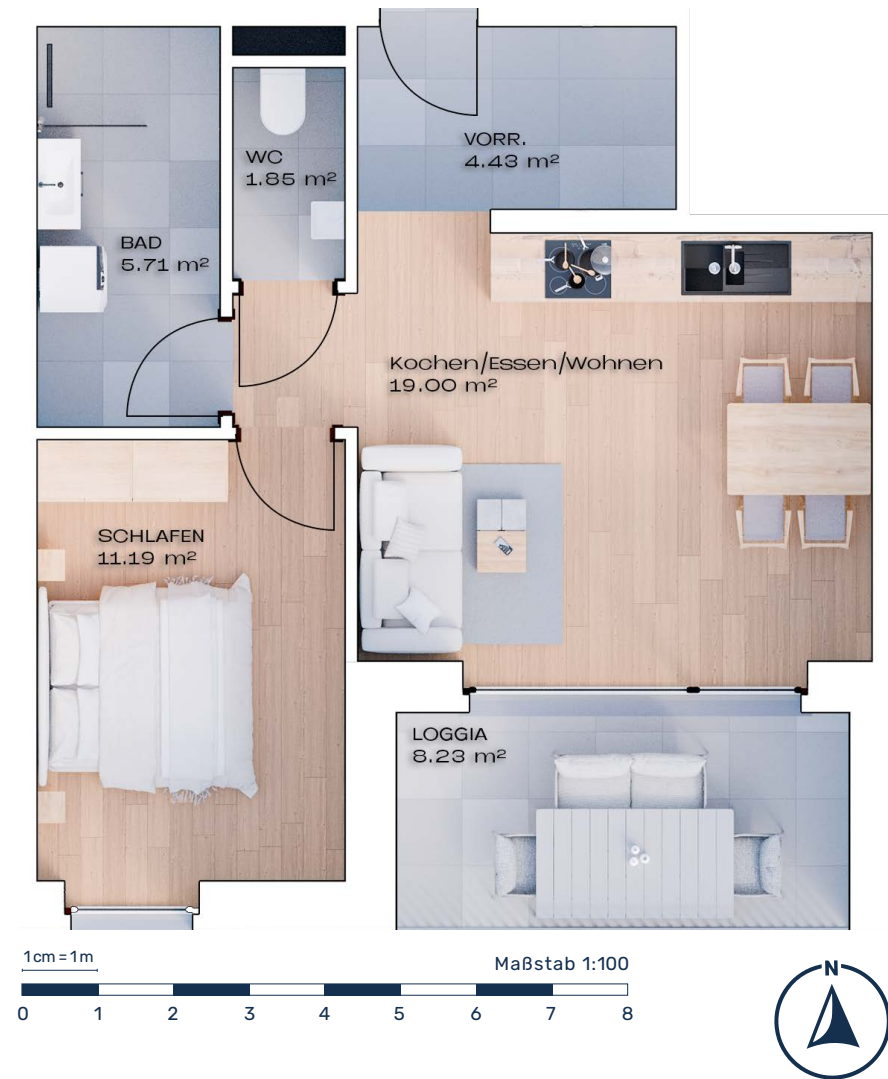 WC
1.85 m²
VORR.
4.43 m²
BAD
5.71 m²
Kochen/Essen/Wohnen
19.00 m²
SCHLAFEN
11.19 m²
LOGGIA
8.23 m²
1cm=1m
Maßstab 1:100
0 1 2 3 4 5 6 7 8
N